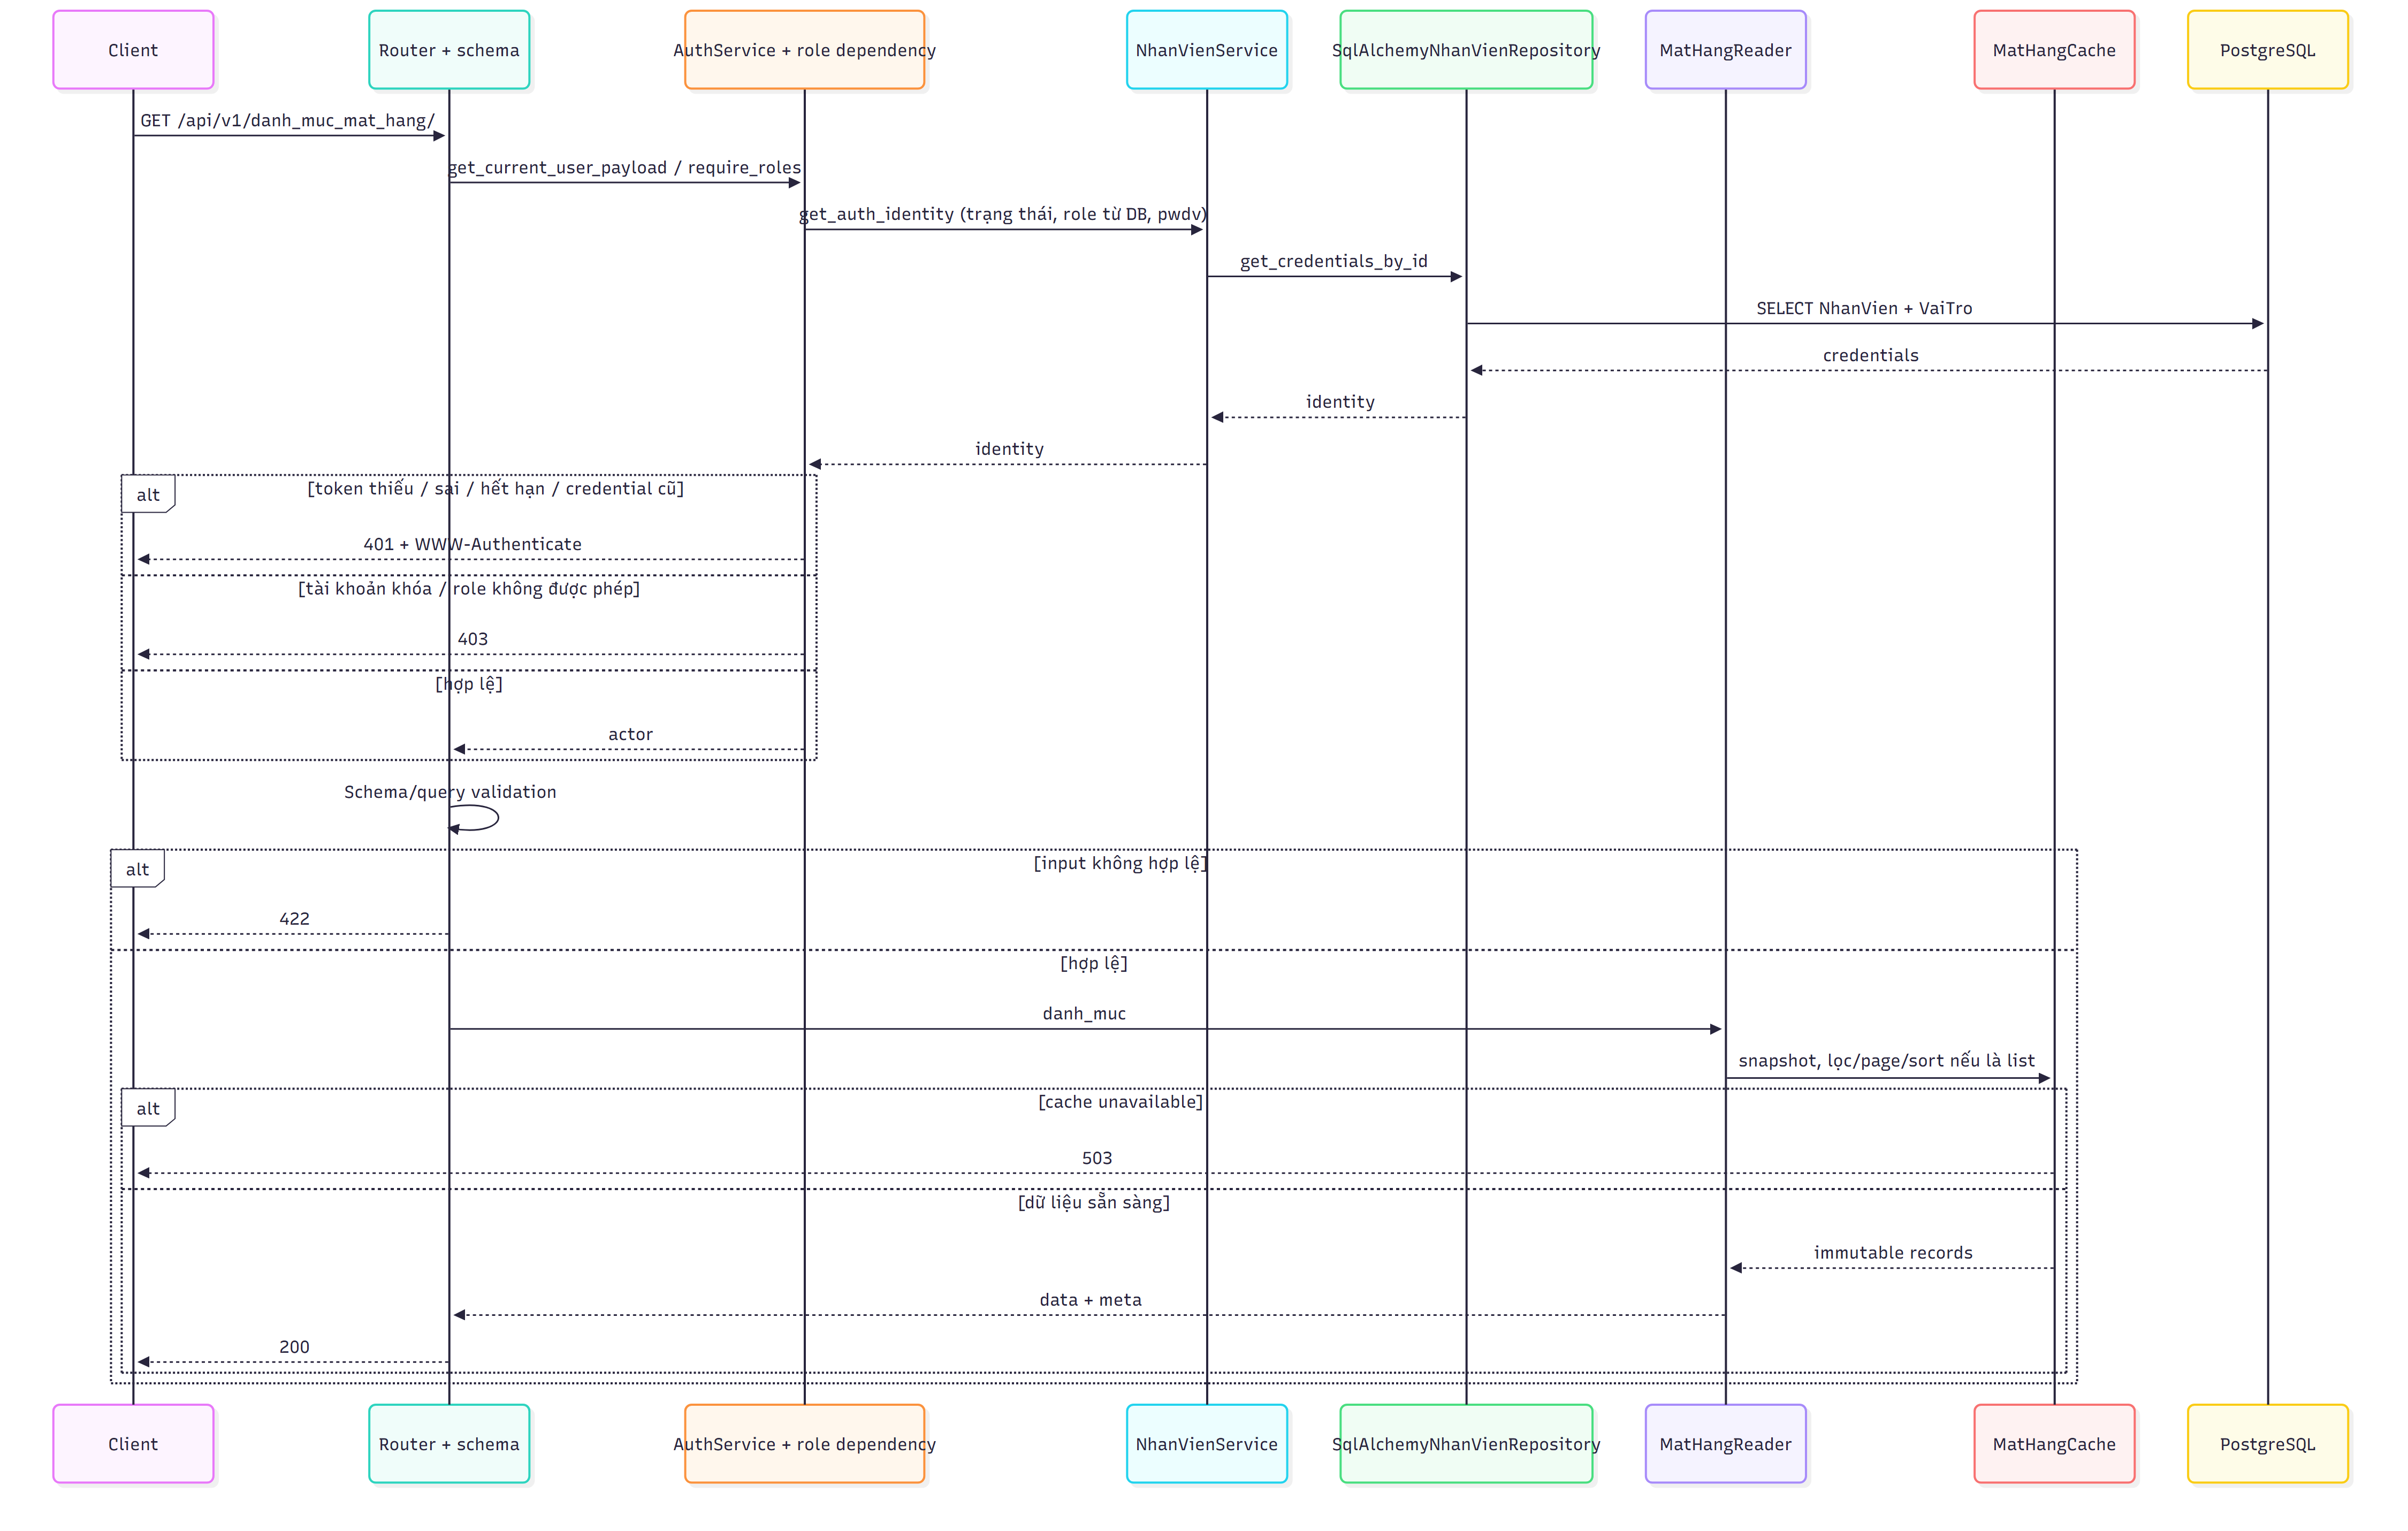 Client
Router + schema
AuthService + role dependency
NhanVienService
SqlAlchemyNhanVienRepository
MatHangReader
MatHangCache
PostgreSQL
GET /api/v1/danh_muc_mat_hang/
get_current_user_payload / require_roles
get_auth_identity (trạng thái, role từ DB, pwdv)
get_credentials_by_id
SELECT NhanVien + VaiTro
credentials
identity
identity
alt
[token thiếu / sai / hết hạn / credential cũ]
401 + WWW-Authenticate
[tài khoản khóa / role không được phép]
403
[hợp lệ]
actor
Schema/query validation
alt
[input không hợp lệ]
422
[hợp lệ]
danh_muc
snapshot, lọc/page/sort nếu là list
alt
[cache unavailable]
503
[dữ liệu sẵn sàng]
immutable records
data + meta
200
Client
Router + schema
AuthService + role dependency
NhanVienService
SqlAlchemyNhanVienRepository
MatHangReader
MatHangCache
PostgreSQL